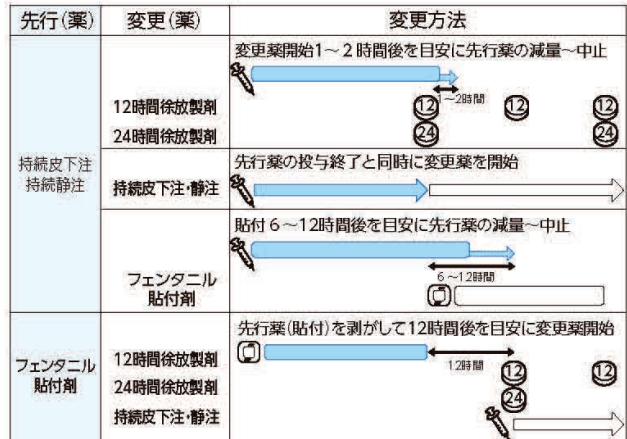 先行(薬) 変更(薬) 変更方法
変更薬開始1～2時間後を目安に先行薬の減量～中止
1～2時間
12時間徐放製剤 12 12 12
24時間徐放製剤 24 24
持続皮下注
持続静注
先行薬の投与終了と同時に変更薬を開始
持続皮下注・静注
貼付6～12時間後を目安に先行薬の減量～中止
6～12時間
フェンタニル
貼付剤
先行薬(貼付)を剥がして12時間後を目安に変更薬開始
12時間
フェンタニル
貼付剤
12時間徐放製剤 12 12
24時間徐放製剤 24
持続皮下注・静注